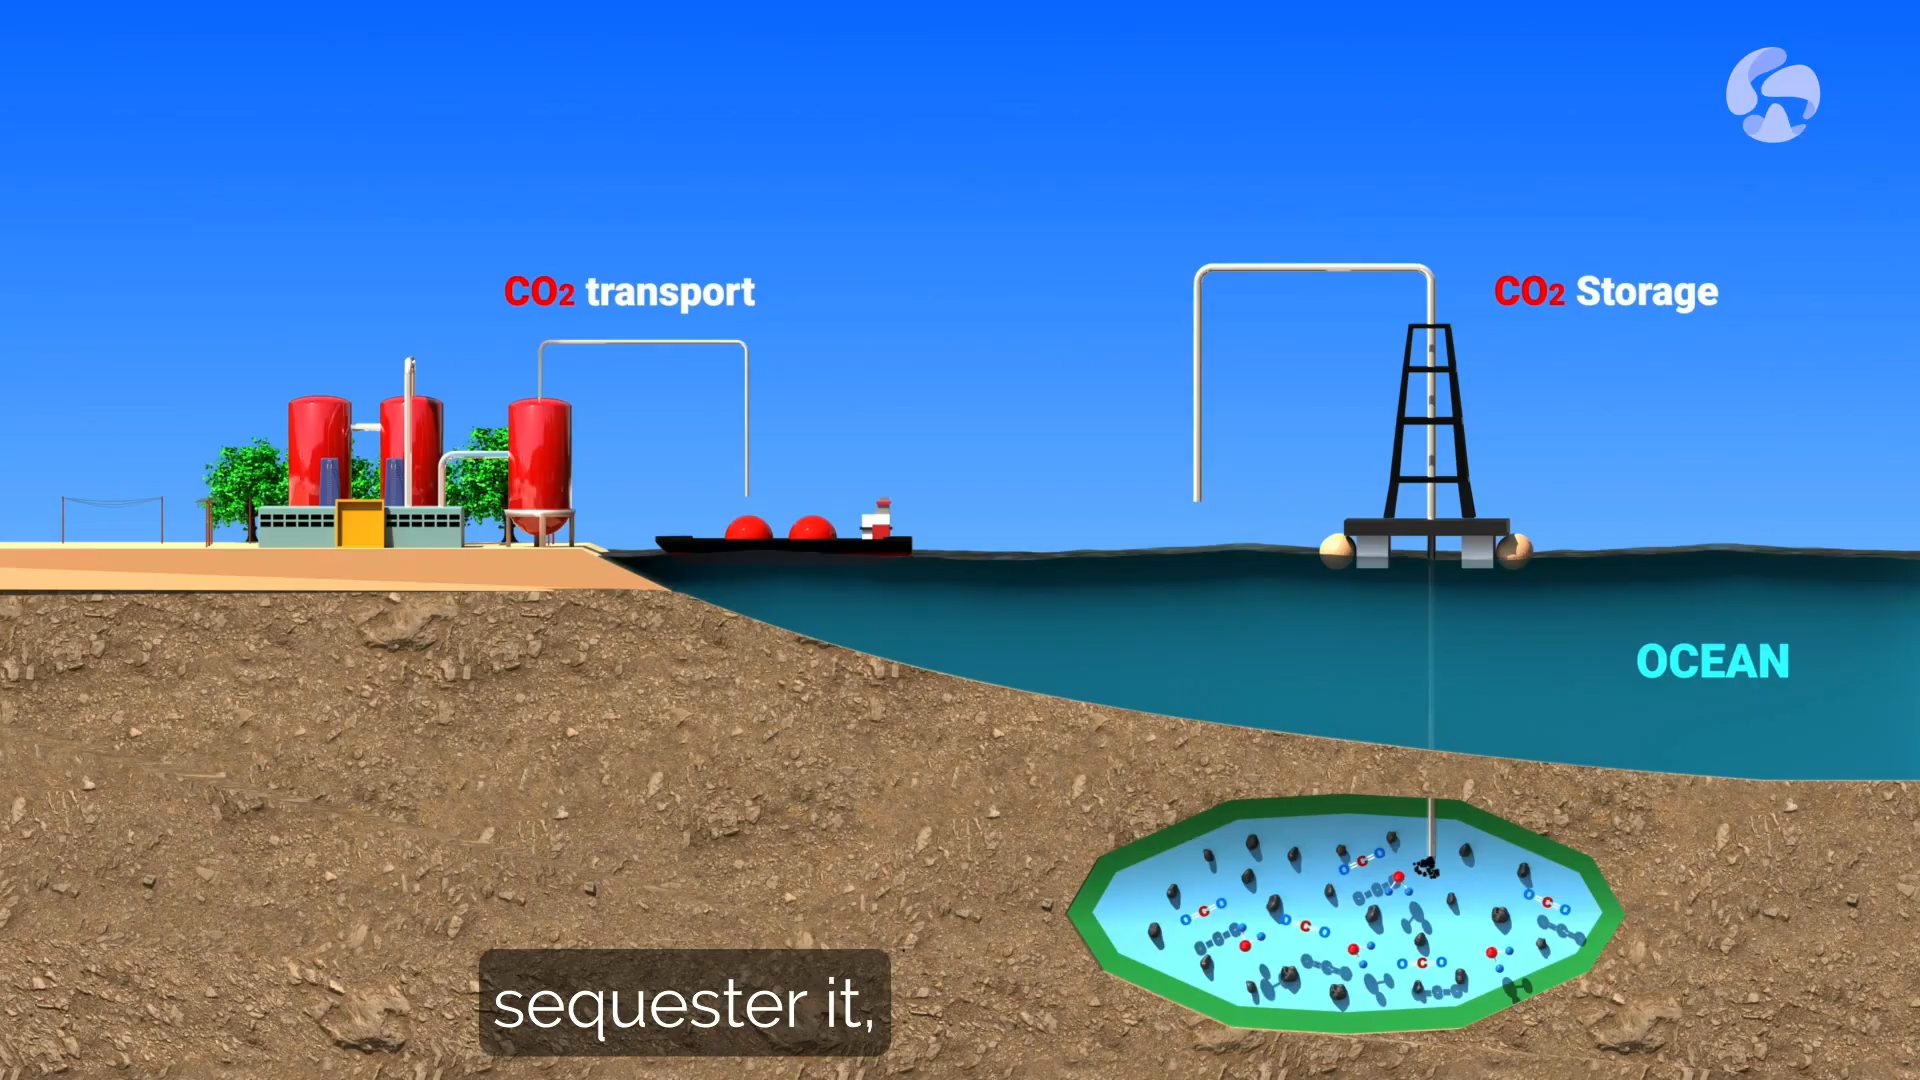 CO2 transport
CO2 Storage
OCEAN
O C O
O C O
O C O
O C O
O C O
sequester it,